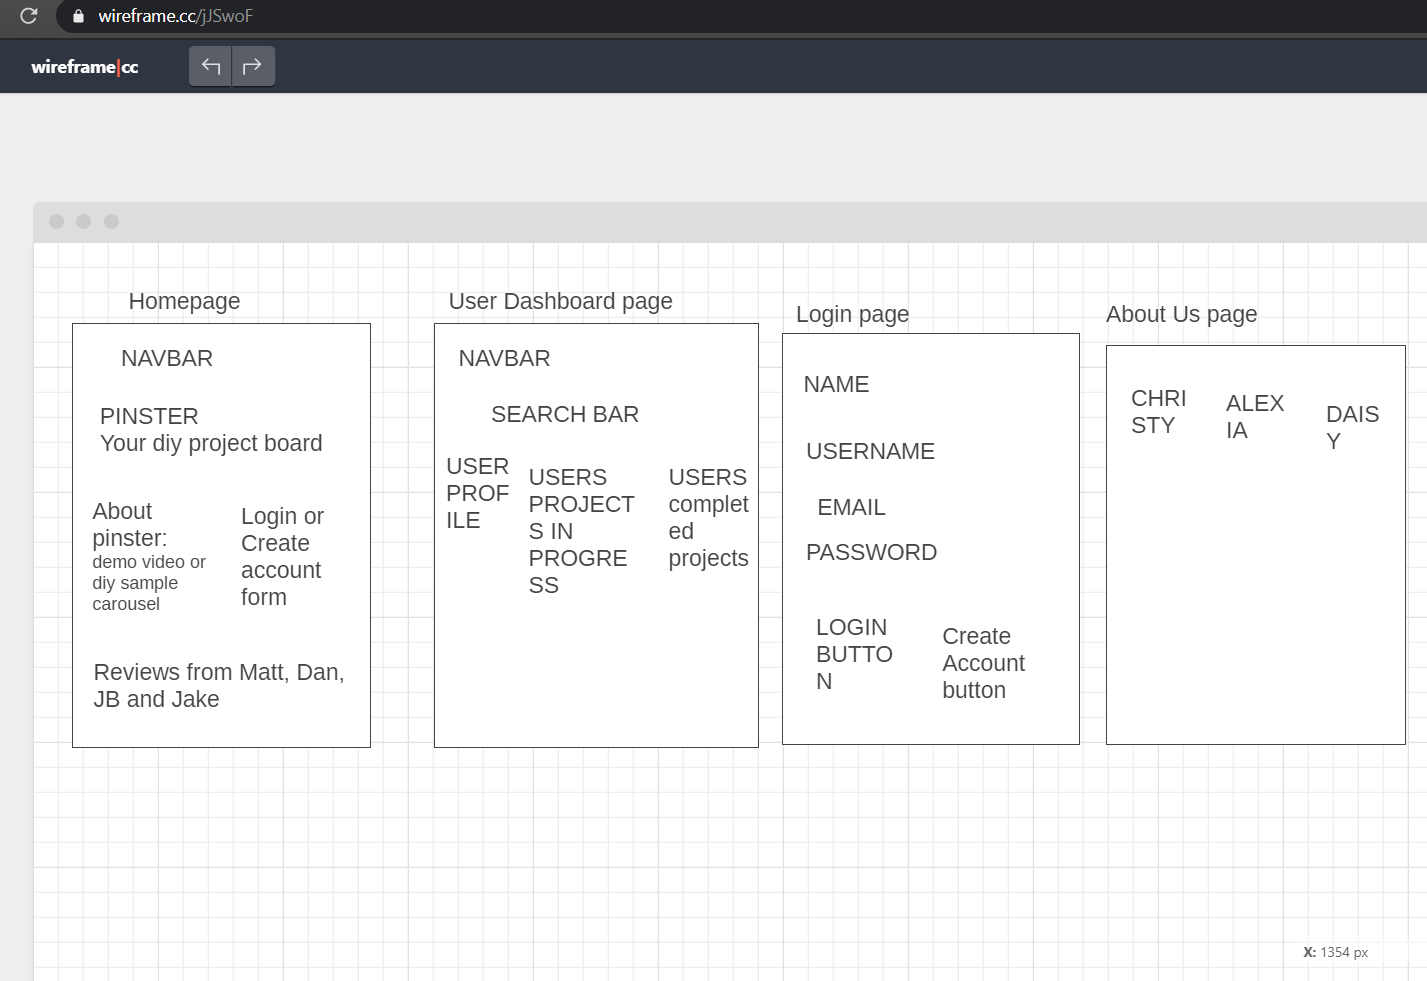 wireframe.cc/jJSwoF
wireframe|cc
Homepage
NAVBAR
PINSTER
Your diy project board
About
pinster:
demo video or
diy sample
carousel
Login or
Create
account
form
Reviews from Matt, Dan,
JB and Jake
User Dashboard page
NAVBAR
SEARCH BAR
USER
PROF
ILE
USERS
PROJECT
S IN
PROGRE
SS
USERS
complet
ed
projects
Login page
NAME
USERNAME
EMAIL
PASSWORD
LOGIN
BUTTO
N
Create
Account
button
About Us page
CHRI
STY
ALEX
IA
DAIS
Y
X: 1354 px